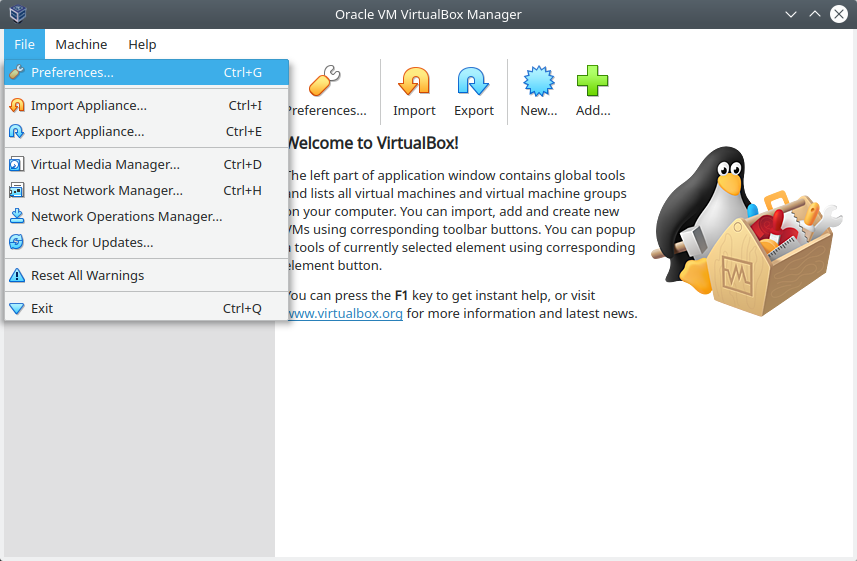 Oracle VM VirtualBox Manager
File Machine Help
Preferences... Ctrl+G
Import Appliance... Ctrl+I
Export Appliance... Ctrl+E
Virtual Media Manager... Ctrl+D
Host Network Manager... Ctrl+H
Network Operations Manager...
Check for Updates...
Reset All Warnings
Exit Ctrl+Q
Preferences... Import Export New... Add...
Welcome to VirtualBox!
The left part of application window contains global tools
and lists all virtual machines and virtual machine groups
on your computer. You can import, add and create new
VMs using corresponding toolbar buttons. You can popup
a tools of currently selected element using corresponding
element button.
You can press the F1 key to get instant help, or visit
www.virtualbox.org for more information and latest news.